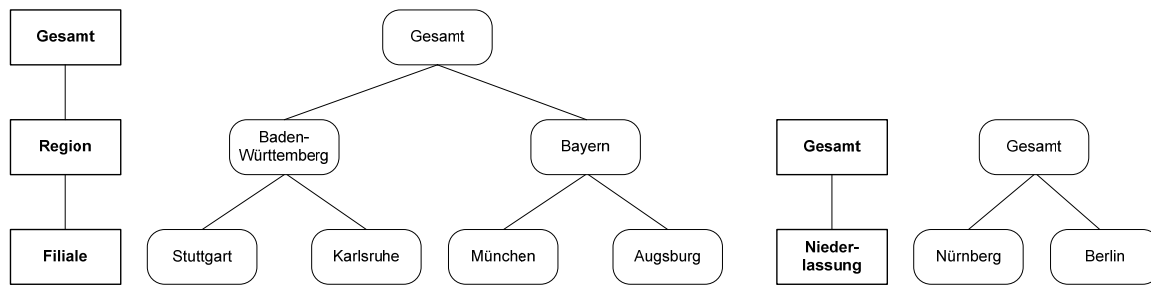 Gesamt
Gesamt
Region
Baden-
Württemberg
Bayern
Gesamt
Gesamt
Filiale
Stuttgart
Karlsruhe
München
Augsburg
Nieder-
lassung
Nürnberg
Berlin